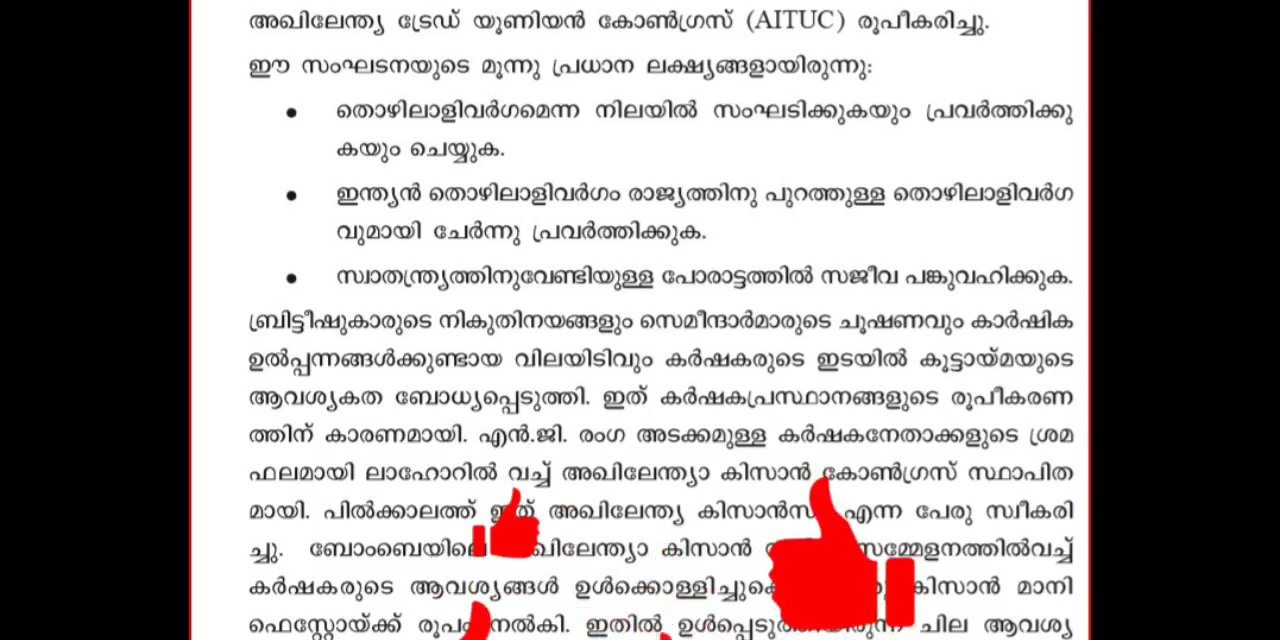 അഖിലേന്ത്യ ട്രേഡ് യൂണിയൻ കോൺഗ്രസ് (AITUC) രൂപീകരിച്ചു.
ഈ സംഘടനയുടെ മൂന്നു പ്രധാന ലക്ഷ്യങ്ങളായിരുന്നു:
• തൊഴിലാളിവർഗമെന്ന നിലയിൽ സംഘടിക്കുകയും പ്രവർത്തിക്കു
കയും ചെയ്യുക.
• ഇന്ത്യൻ തൊഴിലാളിവർഗം രാജ്യത്തിനു പുറത്തുള്ള തൊഴിലാളിവർഗ
വുമായി ചേർന്നു പ്രവർത്തിക്കുക.
• സ്വാതന്ത്ര്യത്തിനുവേണ്ടിയുള്ള പോരാട്ടത്തിൽ സജീവ പങ്കുവഹിക്കുക.
ബ്രിട്ടീഷുകാരുടെ നികുതിനയങ്ങളും സെമീന്ദാർമാരുടെ ചൂഷണവും കാർഷിക
ഉൽപ്പന്നങ്ങൾക്കുണ്ടായ വിലയിടിവും കർഷകരുടെ ഇടയിൽ കൂട്ടായ്മയുടെ
ആവശ്യകത ബോധ്യപ്പെടുത്തി. ഇത് കർഷകപ്രസ്ഥാനങ്ങളുടെ രൂപീകരണ
ത്തിന് കാരണമായി. എൻ.ജി. രംഗ അടക്കമുള്ള കർഷകനേതാക്കളുടെ ശ്രമ
ഫലമായി ലാഹോറിൽ വച്ച് അഖിലേന്ത്യാ കിസാൻ കോൺഗ്രസ് സ്ഥാപിത
മായി. പിൽക്കാലത്ത് ഇത് അഖിലേന്ത്യ എന്ന പേരു സ്വീകരി
ച്ചു. കിസാൻ സമ്മേളനത്തിൽവച്ച്
കർഷകരുടെ ആവശ്യങ്ങൾ കിസാൻ മാനി
ഫെസ്റ്റോയ്ക്ക് നൽകി. ഇതിൽ ചില ആവശ്യ